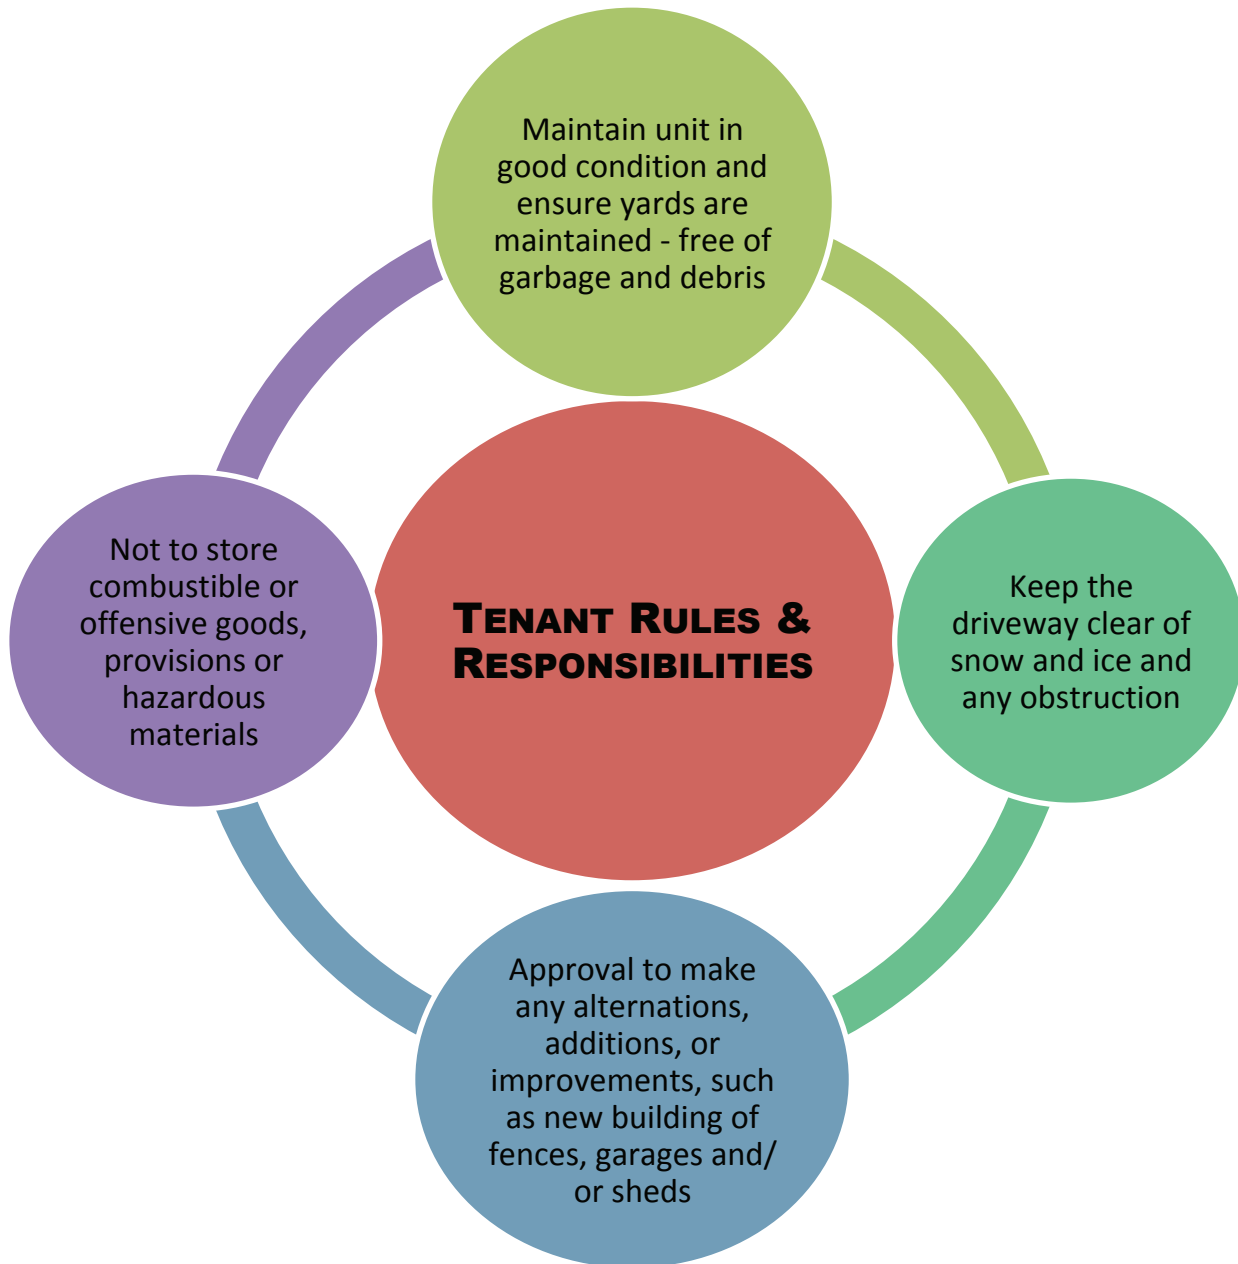 Maintain unit in
good condition and
ensure yards are
maintained - free of
garbage and debris
Not to store
combustible or
offensive goods,
provisions or
hazardous
materials
TENANT RULES &
RESPONSIBILITIES
Keep the
driveway clear of
snow and ice and
any obstruction
Approval to make
any alternations,
additions, or
improvements, such
as new building of
fences, garages and/
or sheds